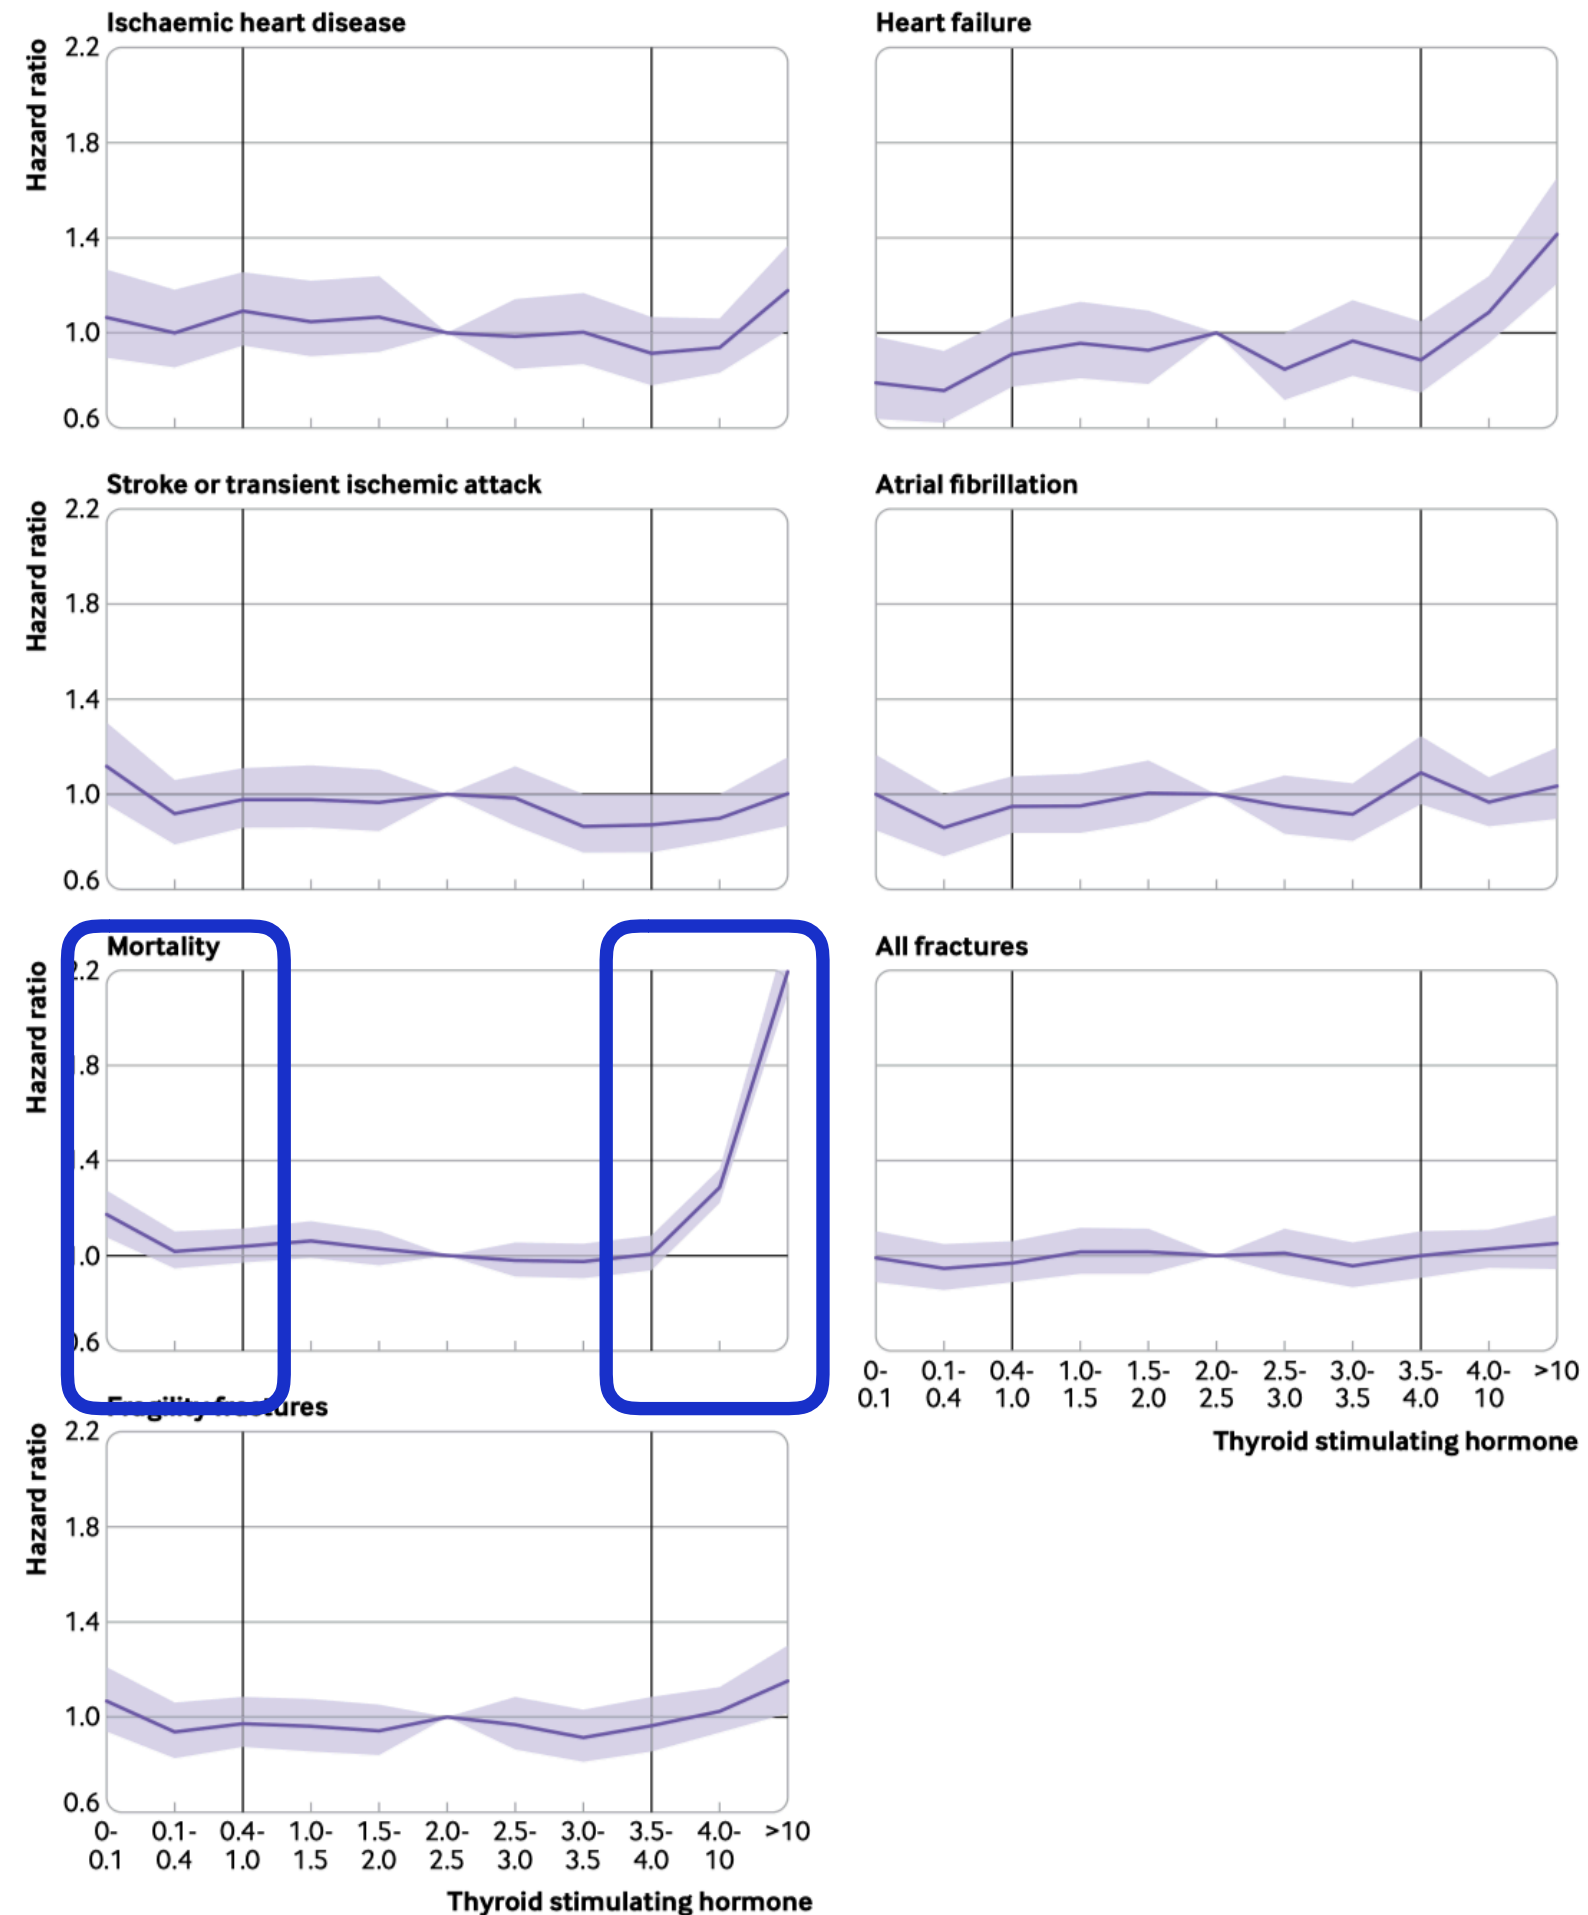 Ischaemic heart disease
Hazard ratio
2.2
1.8
1.4
1.0
0.6
Heart failure
Stroke or transient ischemic attack
Hazard ratio
2.2
1.8
1.4
1.0
0.6
Atrial fibrillation
Mortality
Hazard ratio
2.2
.8
.4
.0
0.6
All fractures
0- 0.1- 0.4- 1.0- 1.5- 2.0- 2.5- 3.0- 3.5- 4.0- >10
0.1 0.4 1.0 1.5 2.0 2.5 3.0 3.5 4.0 10
Thyroid stimulating hormone
Fragility fractures
Hazard ratio
2.2
1.8
1.4
1.0
0.6
0- 0.1- 0.4- 1.0- 1.5- 2.0- 2.5- 3.0- 3.5- 4.0- >10
0.1 0.4 1.0 1.5 2.0 2.5 3.0 3.5 4.0 10
Thyroid stimulating hormone